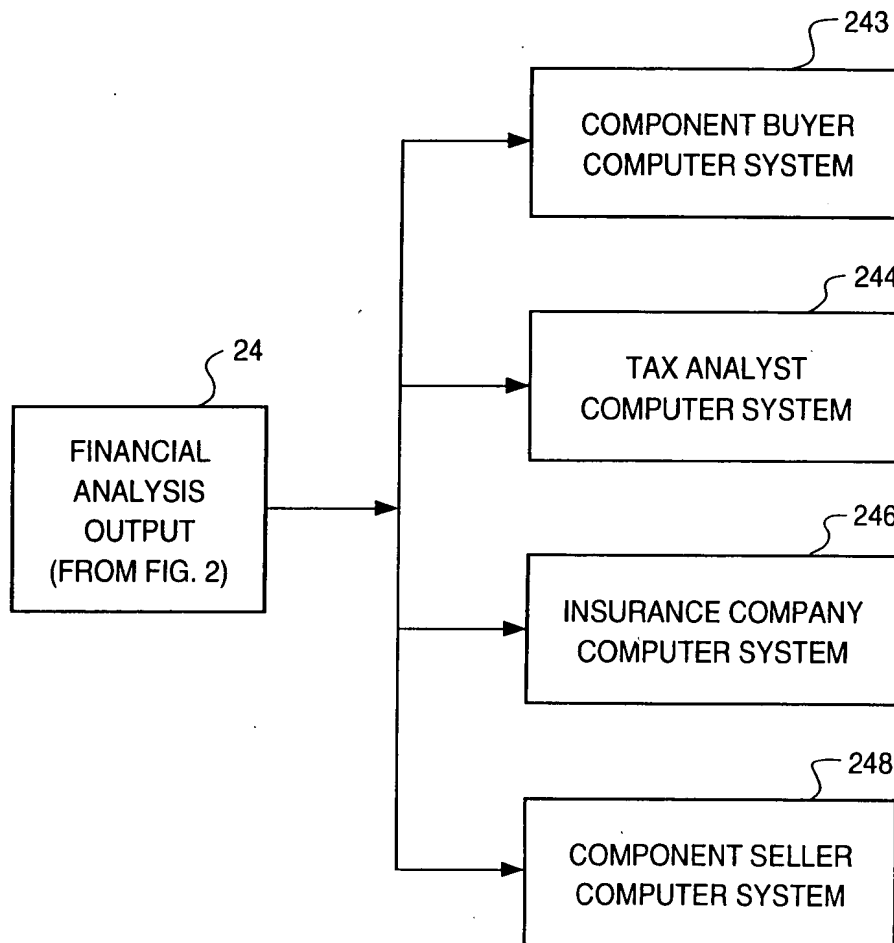 243
COMPONENT BUYER
COMPUTER SYSTEM
244
TAX ANALYST
COMPUTER SYSTEM
24
FINANCIAL
ANALYSIS
OUTPUT
(FROM FIG. 2)
246
INSURANCE COMPANY
COMPUTER SYSTEM
248
COMPONENT SELLER
COMPUTER SYSTEM